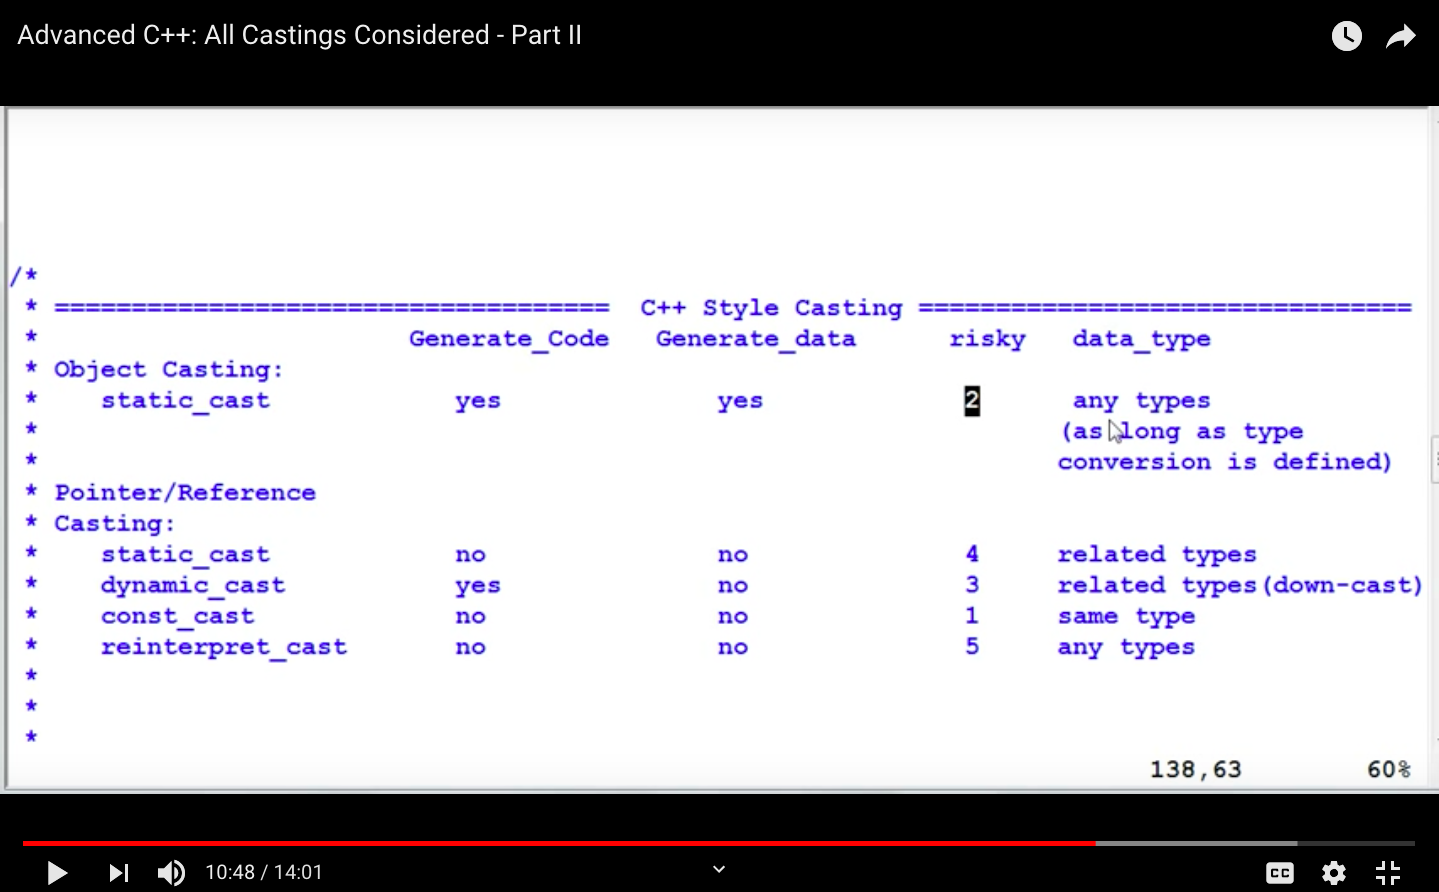 Advanced C++: All Castings Considered - Part II
/*
* ==================================== C++ Style Casting ================================
* Generate_Code Generate_data risky data_type
* Object Casting:
* static_cast yes yes 2 any types
* (as long as type
* conversion is defined)
* Pointer/Reference
* Casting:
* static_cast no no 4 related types
* dynamic_cast yes no 3 related types(down-cast)
* const_cast no no 1 same type
* reinterpret_cast no no 5 any types
*
*
*
138,63 60%
10:48 / 14:01 CC